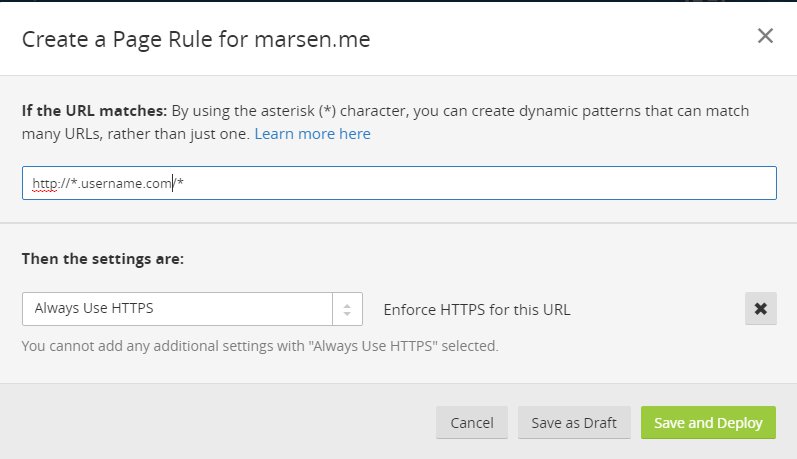 Create a Page Rule for marsen.me
If the URL matches: By using the asterisk (*) character, you can create dynamic patterns that can match
many URLs, rather than just one. Learn more here
http://*.username.com/*
Then the settings are:
Always Use HTTPS
Enforce HTTPS for this URL
You cannot add any additional settings with "Always Use HTTPS" selected.
Cancel
Save as Draft
Save and Deploy